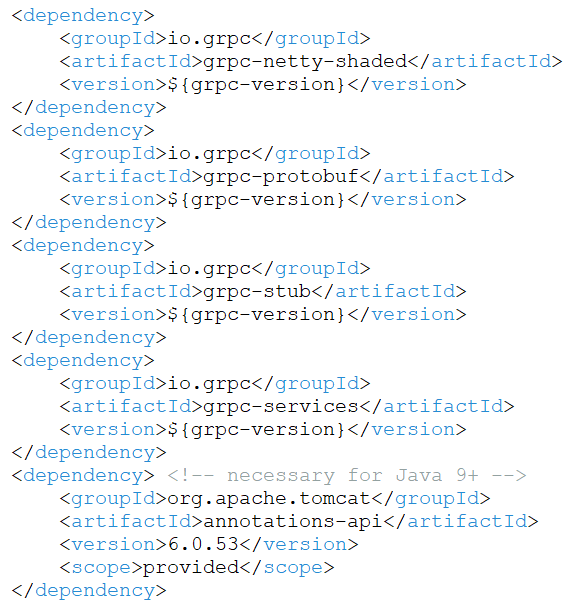 <dependency>
    <groupId>io.grpc</groupId>
    <artifactId>grpc-netty-shaded</artifactId>
    <version>${grpc-version}</version>
</dependency>
<dependency>
    <groupId>io.grpc</groupId>
    <artifactId>grpc-protobuf</artifactId>
    <version>${grpc-version}</version>
</dependency>
<dependency>
    <groupId>io.grpc</groupId>
    <artifactId>grpc-stub</artifactId>
    <version>${grpc-version}</version>
</dependency>
<dependency>
    <groupId>io.grpc</groupId>
    <artifactId>grpc-services</artifactId>
    <version>${grpc-version}</version>
</dependency>
<dependency> <!-- necessary for Java 9+ -->
    <groupId>org.apache.tomcat</groupId>
    <artifactId>annotations-api</artifactId>
    <version>6.0.53</version>
    <scope>provided</scope>
</dependency>